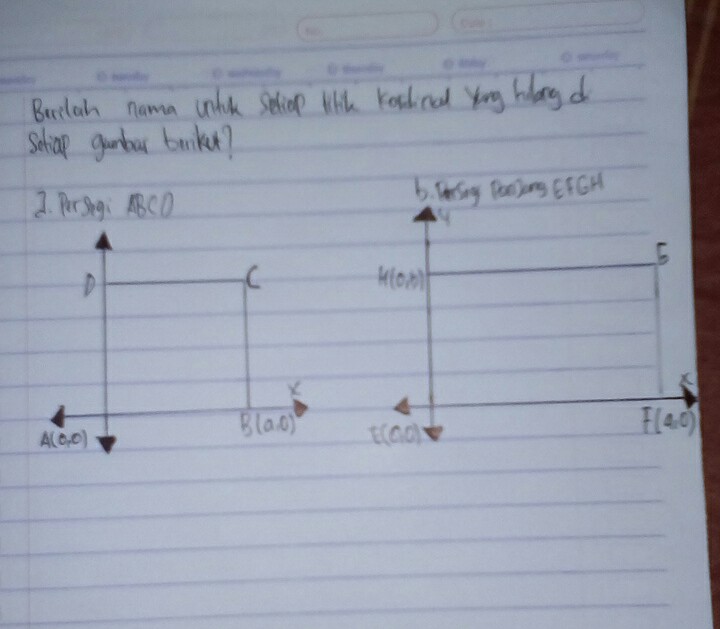 Berilah nama untuk setiap titik koordinat yang hilang d
setiap gambar berikut?
a. Persegi ABCD
b. Persegi Panjang EFGH
y
D
C
H(0,b)
G
x
x
A(0,0)
B(a,0)
E(0,0)
F(a,0)